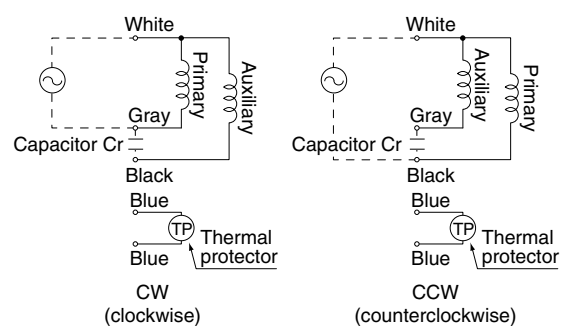 White
Primary
Auxiliary
Gray
Capacitor Cr
Black
Blue
TP
Thermal
protector
Blue
CW
(clockwise)
White
Auxiliary
Primary
Gray
Capacitor Cr
Black
Blue
TP
Thermal
protector
Blue
CCW
(counterclockwise)